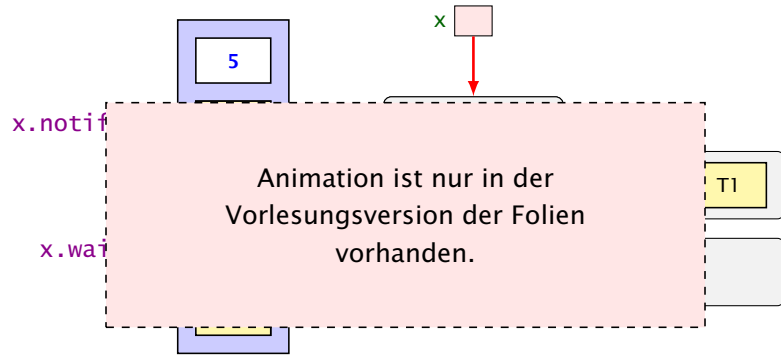 x
5
x.notif
T1
Animation ist nur in der
Vorlesungsversion der Folien
vorhanden.
x.wai